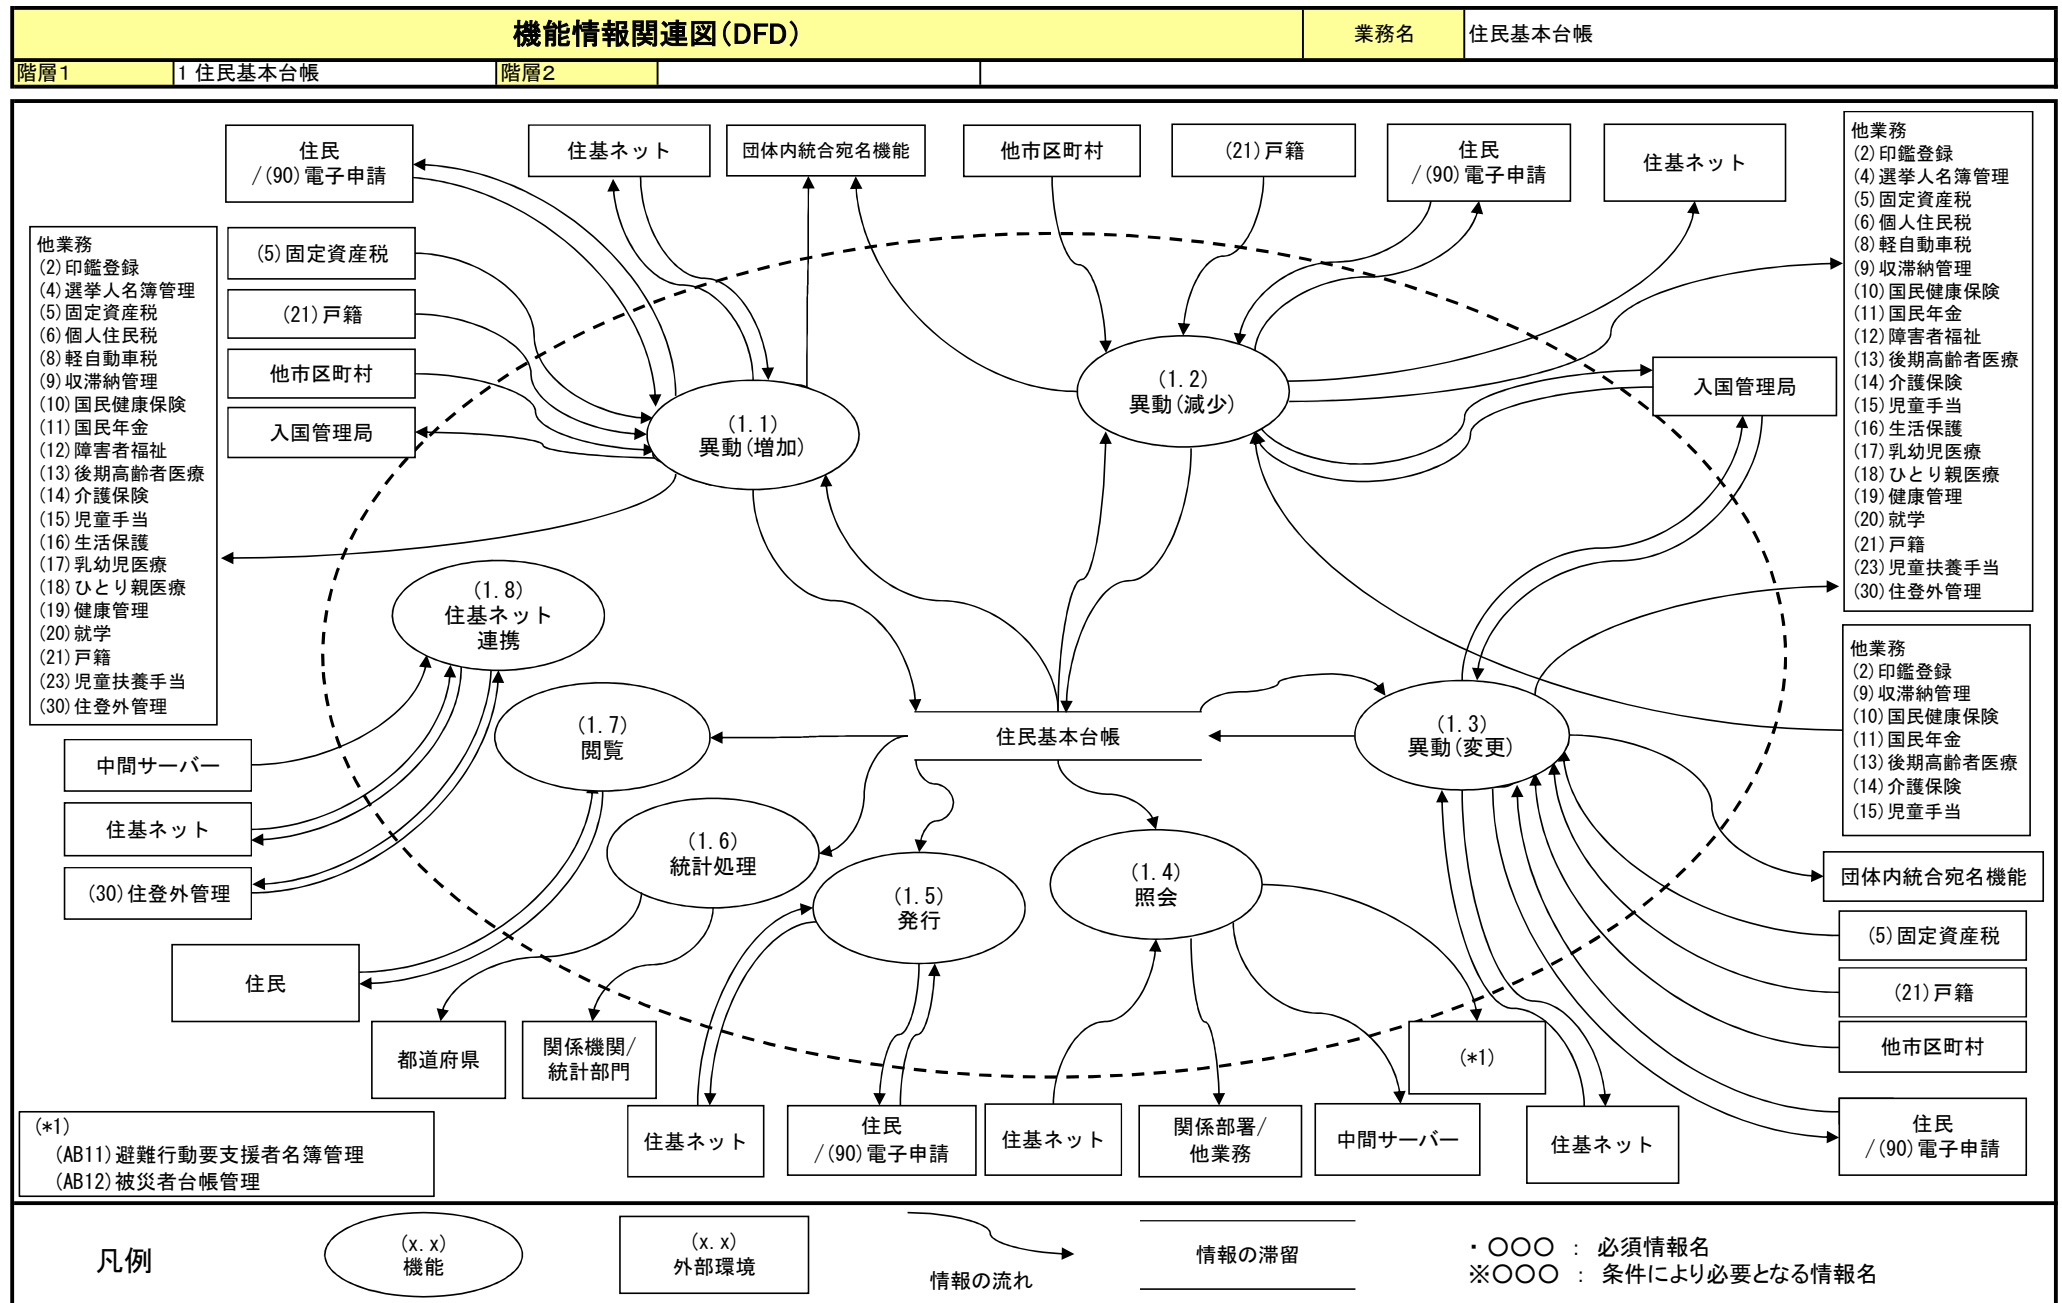 機能情報関連図(DFD)
業務名
住民基本台帳
階層1
1 住民基本台帳
階層2
住民
/(90)電子申請
住基ネット
団体内統合宛名機能
他市区町村
(21)戸籍
住民
/(90)電子申請
住基ネット
他業務
(2)印鑑登録
(4)選挙人名簿管理
(5)固定資産税
(6)個人住民税
(8)軽自動車税
(9)収滞納管理
(10)国民健康保険
(11)国民年金
(12)障害者福祉
(13)後期高齢者医療
(14)介護保険
(15)児童手当
(16)生活保護
(17)乳幼児医療
(18)ひとり親医療
(19)健康管理
(20)就学
(21)戸籍
(23)児童扶養手当
(30)住登外管理
他業務
(2)印鑑登録
(4)選挙人名簿管理
(5)固定資産税
(6)個人住民税
(8)軽自動車税
(9)収滞納管理
(10)国民健康保険
(11)国民年金
(12)障害者福祉
(13)後期高齢者医療
(14)介護保険
(15)児童手当
(16)生活保護
(17)乳幼児医療
(18)ひとり親医療
(19)健康管理
(20)就学
(21)戸籍
(23)児童扶養手当
(30)住登外管理
(5)固定資産税
(21)戸籍
他市区町村
入国管理局
(1.1)
異動(増加)
(1.2)
異動(減少)
入国管理局
(1.8)
住基ネット
連携
他業務
(2)印鑑登録
(9)収滞納管理
(10)国民健康保険
(11)国民年金
(13)後期高齢者医療
(14)介護保険
(15)児童手当
(1.7)
閲覧
住民基本台帳
(1.3)
異動(変更)
中間サーバー
住基ネット
(30)住登外管理
(1.6)
統計処理
(1.5)
発行
(1.4)
照会
団体内統合宛名機能
(5)固定資産税
(21)戸籍
他市区町村
住民
/(90)電子申請
住民
都道府県
関係機関/
統計部門
住基ネット
住民
/(90)電子申請
住基ネット
関係部署/
他業務
中間サーバー
(*1)
住基ネット
(*1)
(AB11)避難行動要支援者名簿管理
(AB12)被災者台帳管理
凡例
(x.x)
機能
(x.x)
外部環境
情報の流れ
情報の滞留
・〇〇〇 : 必須情報名
※〇〇〇 : 条件により必要となる情報名